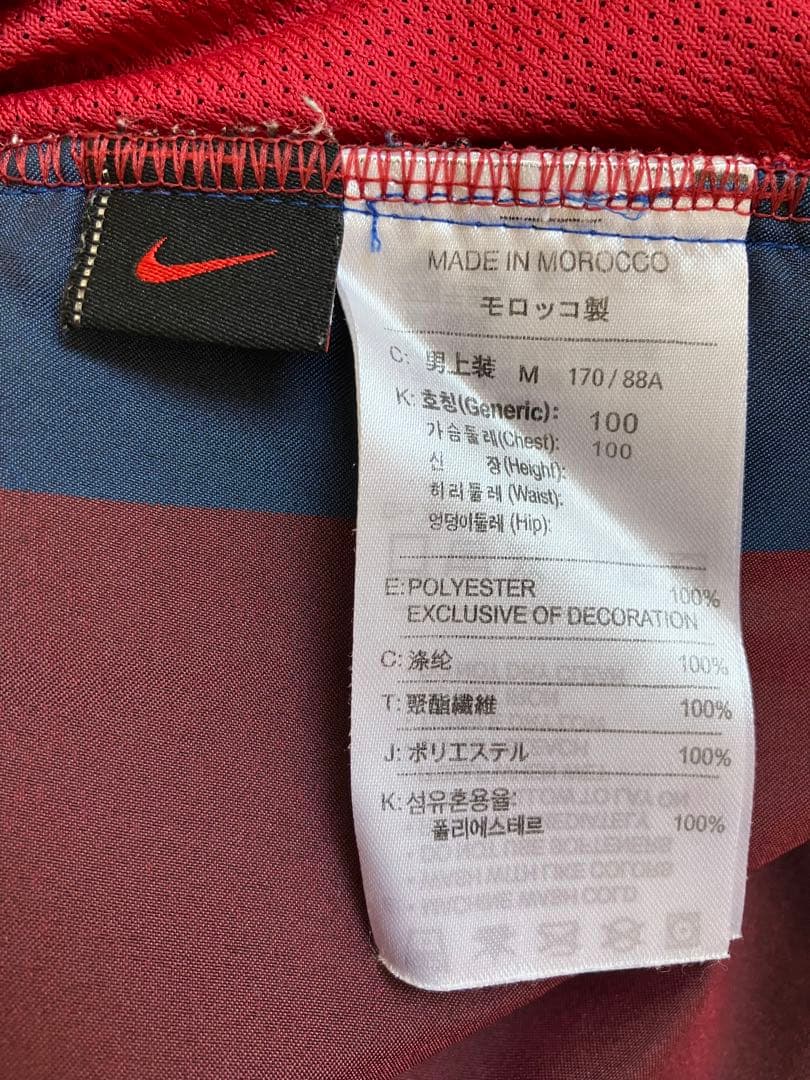 MADE IN MOROCCO
モロッコ製
C: 男上装 M 170/88A
K: 호칭(Generic): 100
가슴둘레(Chest): 100
신 장(Height):
허리둘레(Waist):
엉덩이둘레(Hip):
E: POLYESTER 100%
EXCLUSIVE OF DECORATION
C: 涤纶 100%
T: 聚酯纖維 100%
J: ポリエステル 100%
K: 섬유혼용율:
폴리에스테르 100%